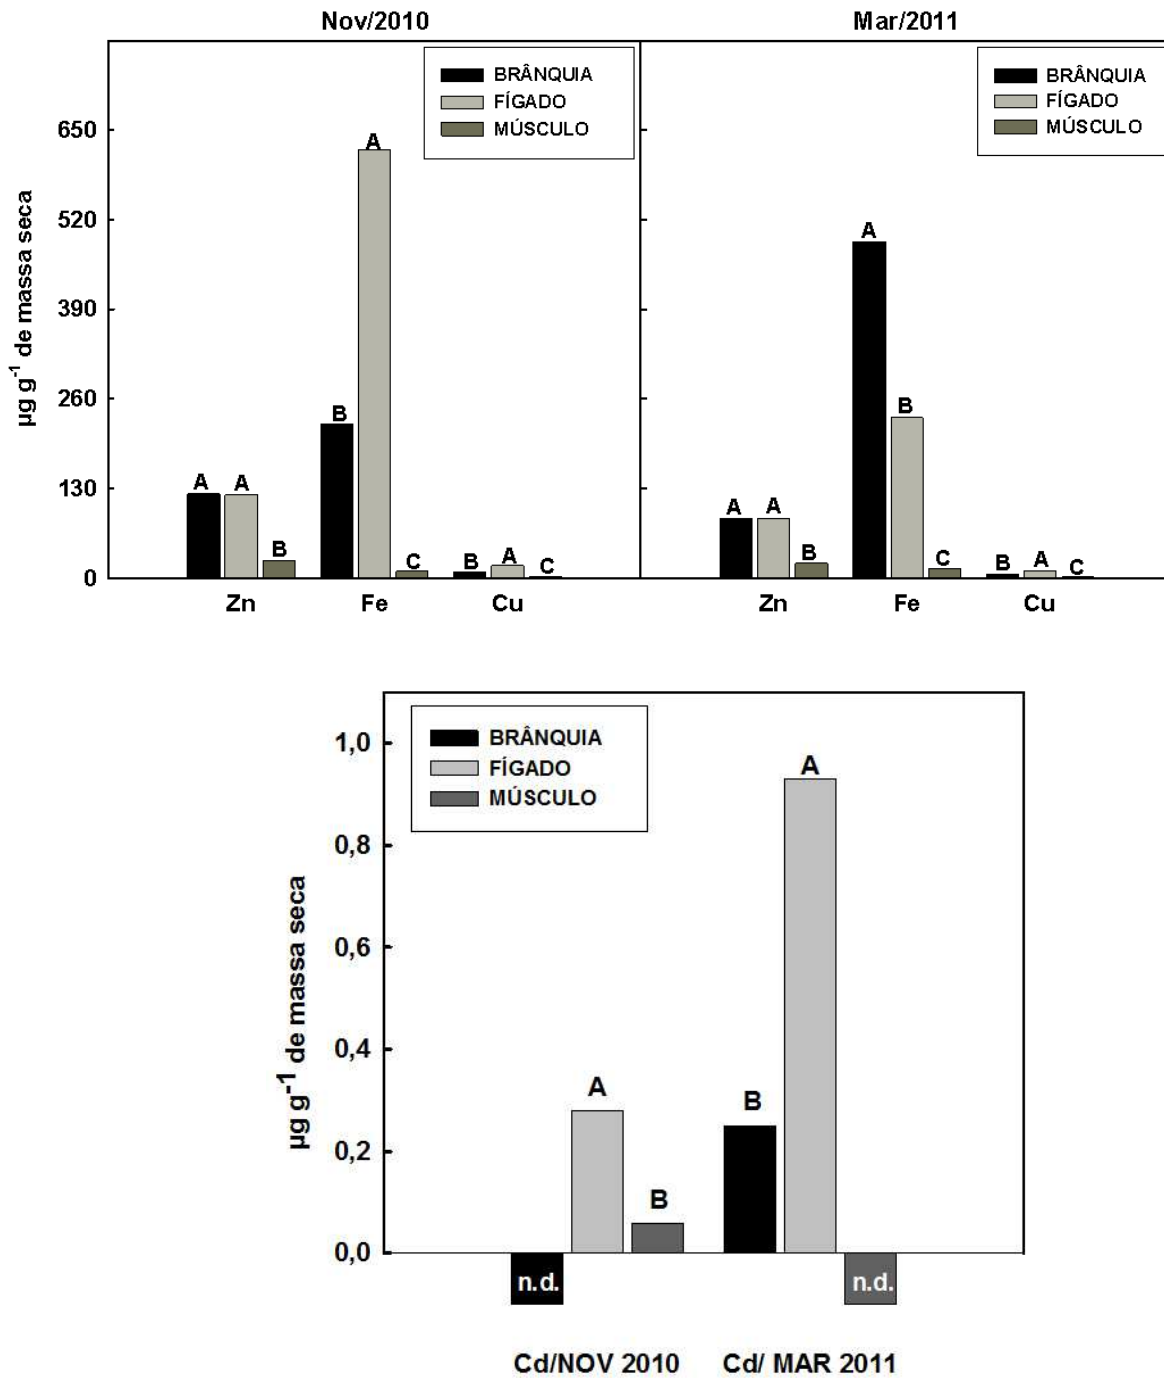 Nov/2010
Mar/2011
BRÂNQUIA
FÍGADO
MÚSCULO
BRÂNQUIA
FÍGADO
MÚSCULO
µg g-1 de massa seca
650
520
390
260
130
0
A
A
B
B
A
C
B
A
C
A
A
B
A
B
C
B
A
C
Zn
Fe
Cu
Zn
Fe
Cu
BRÂNQUIA
FÍGADO
MÚSCULO
µg g-1 de massa seca
1,0
0,8
0,6
0,4
0,2
0,0
n.d.
A
B
B
A
n.d.
Cd/NOV 2010
Cd/ MAR 2011